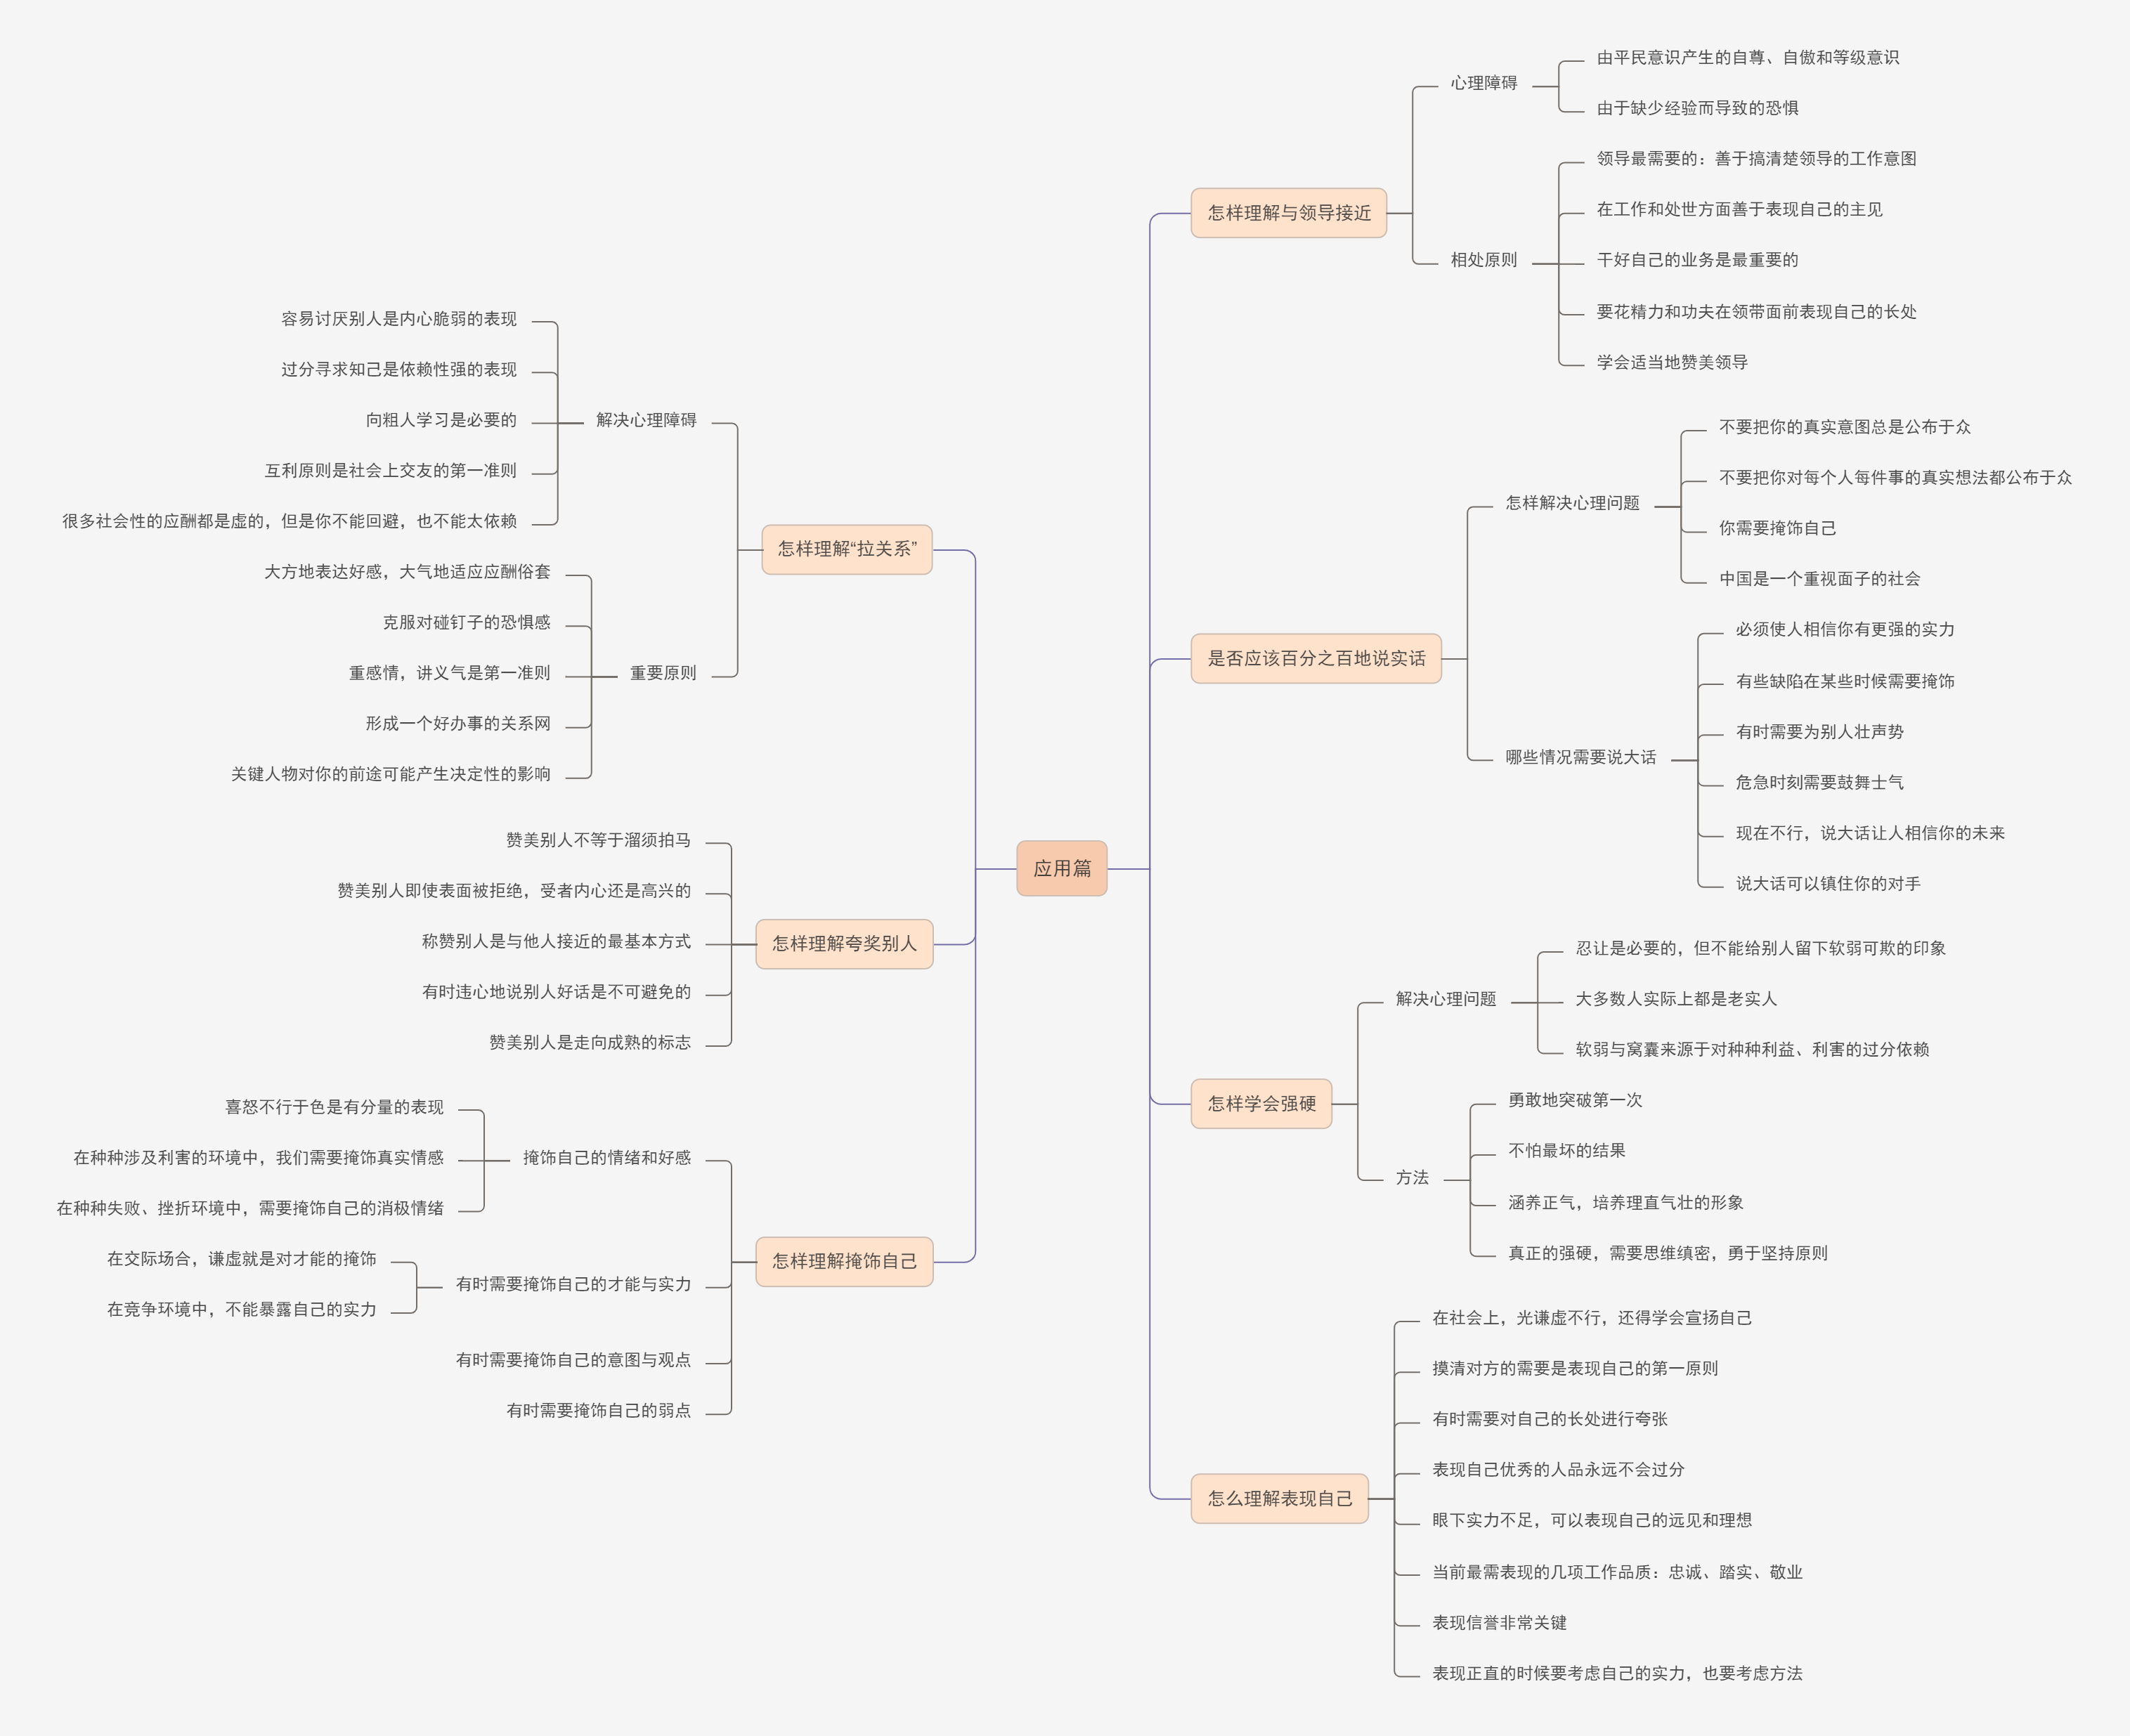 应用篇
怎样理解与领导接近
心理障碍
由平民意识产生的自尊、自傲和等级意识
由于缺少经验而导致的恐惧
相处原则
领导最需要的：善于搞清楚领导的工作意图
在工作和处世方面善于表现自己的主见
干好自己的业务是最重要的
要花精力和功夫在领带面前表现自己的长处
学会适当地赞美领导
是否应该百分之百地说实话
怎样解决心理问题
不要把你的真实意图总是公布于众
不要把你对每个人每件事的真实想法都公布于众
你需要掩饰自己
中国是一个重视面子的社会
哪些情况需要说大话
必须使人相信你有更强的实力
有些缺陷在某些时候需要掩饰
有时需要为别人壮声势
危急时刻需要鼓舞士气
现在不行，说大话让人相信你的未来
说大话可以镇住你的对手
怎样学会强硬
解决心理问题
忍让是必要的，但不能给别人留下软弱可欺的印象
大多数人实际上都是老实人
软弱与窝囊来源于对种种利益、利害的过分依赖
方法
勇敢地突破第一次
不怕最坏的结果
涵养正气，培养理直气壮的形象
真正的强硬，需要思维缜密，勇于坚持原则
怎么理解表现自己
在社会上，光谦虚不行，还得学会宣扬自己
摸清对方的需要是表现自己的第一原则
有时需要对自己的长处进行夸张
表现自己优秀的人品永远不会过分
眼下实力不足，可以表现自己的远见和理想
当前最需表现的几项工作品质：忠诚、踏实、敬业
表现信誉非常关键
表现正直的时候要考虑自己的实力，也要考虑方法
怎样理解“拉关系”
解决心理障碍
容易讨厌别人是内心脆弱的表现
过分寻求知己是依赖性强的表现
向粗人学习是必要的
互利原则是社会上交友的第一准则
很多社会性的应酬都是虚的，但是你不能回避，也不能太依赖
重要原则
大方地表达好感，大气地适应应酬俗套
克服对碰钉子的恐惧感
重感情，讲义气是第一准则
形成一个好办事的关系网
关键人物对你的前途可能产生决定性的影响
怎样理解夸奖别人
赞美别人不等于溜须拍马
赞美别人即使表面被拒绝，受者内心还是高兴的
称赞别人是与他人接近的最基本方式
有时违心地说别人好话是不可避免的
赞美别人是走向成熟的标志
怎样理解掩饰自己
掩饰自己的情绪和好感
喜怒不行于色是有分量的表现
在种种涉及利害的环境中，我们需要掩饰真实情感
在种种失败、挫折环境中，需要掩饰自己的消极情绪
有时需要掩饰自己的才能与实力
在交际场合，谦虚就是对才能的掩饰
在竞争环境中，不能暴露自己的实力
有时需要掩饰自己的意图与观点
有时需要掩饰自己的弱点